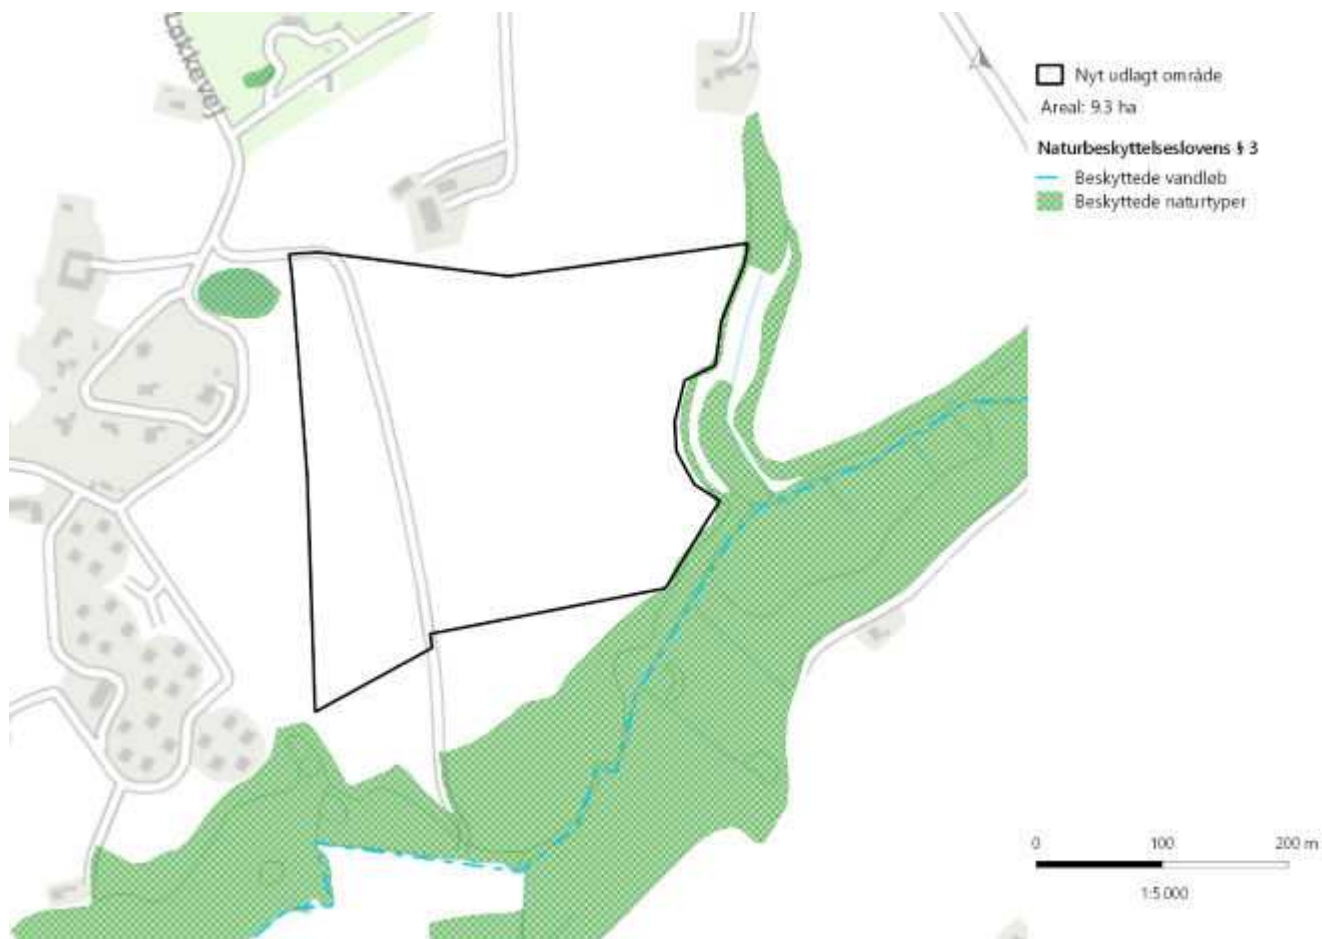 Løkkevej
Nyt udlagt område
Areal: 9.3 ha
Naturbeskyttelseslovens § 3
Beskyttede vandløb
Beskyttede naturtyper
0 100 200 m
1:5 000